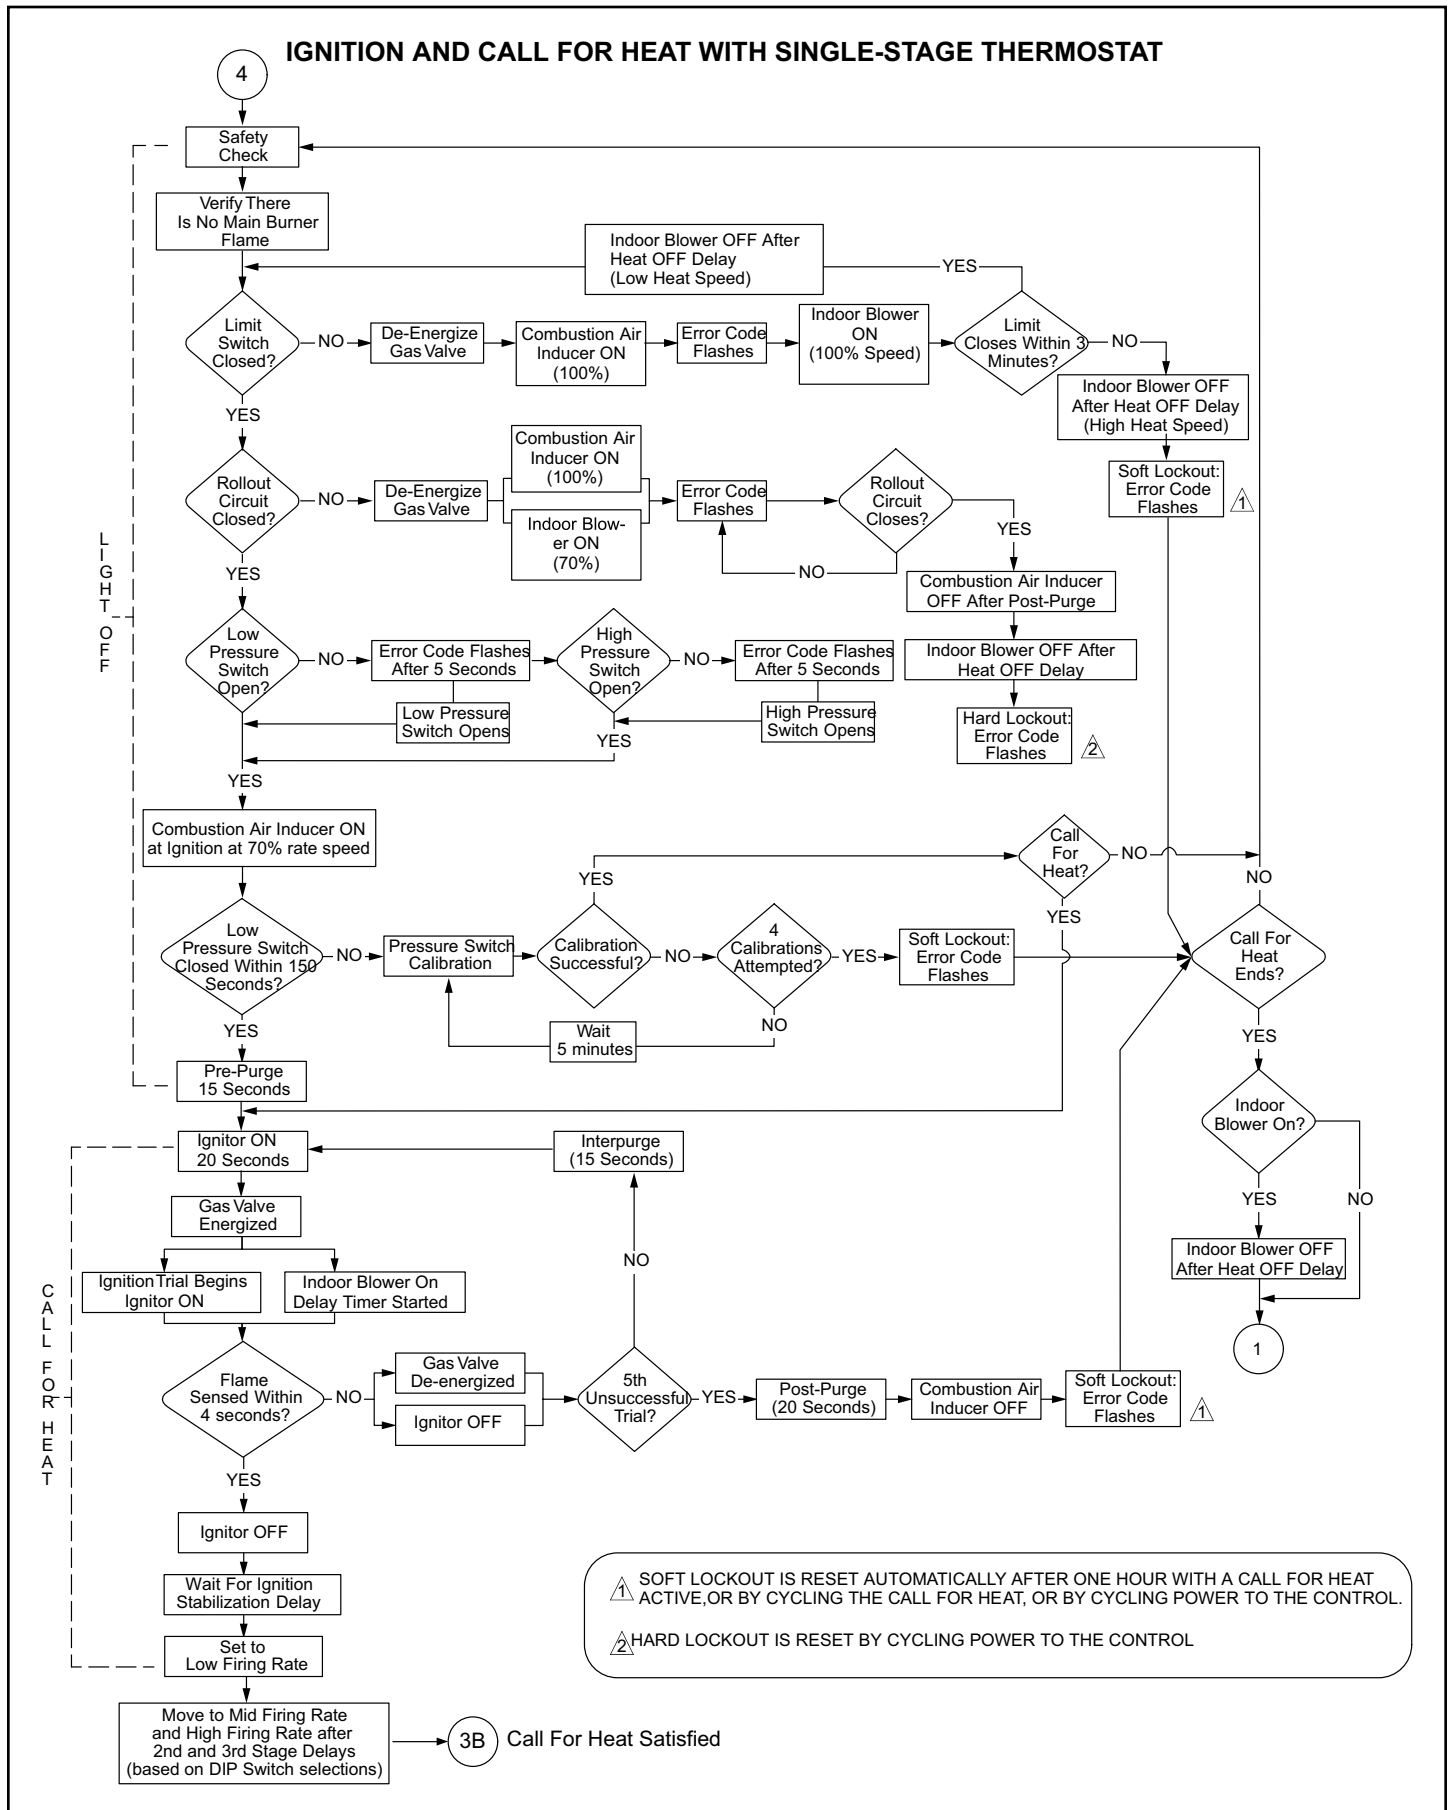 IGNITION AND CALL FOR HEAT WITH SINGLE-STAGE THERMOSTAT
4
Safety
Check
Verify There
Is No Main Burner
Flame
Indoor Blower OFF After
Heat OFF Delay
(Low Heat Speed)
YES
Limit
Switch
Closed?
NO
De-Energize
Gas Valve
Combustion Air
Inducer ON
(100%)
Error Code
Flashes
Indoor Blower
ON
(100% Speed)
Limit
Closes Within 3
Minutes?
NO
Indoor Blower OFF
After Heat OFF Delay
(High Heat Speed)
Soft Lockout:
Error Code
Flashes
1
YES
Rollout
Circuit
Closed?
NO
De-Energize
Gas Valve
Combustion Air
Inducer ON
(100%)
Indoor Blow-
er ON
(70%)
Error Code
Flashes
Rollout
Circuit
Closes?
NO
YES
Combustion Air Inducer
OFF After Post-Purge
Indoor Blower OFF After
Heat OFF Delay
Hard Lockout:
Error Code
Flashes
2
LIGHT OFF
YES
Low
Pressure
Switch
Open?
NO
Error Code Flashes
After 5 Seconds
Low Pressure
Switch Opens
High
Pressure
Switch
Open?
NO
Error Code Flashes
After 5 Seconds
High Pressure
Switch Opens
YES
YES
Combustion Air Inducer ON
at Ignition at 70% rate speed
Low
Pressure Switch
Closed Within 150
Seconds?
NO
Pressure Switch
Calibration
Calibration
Successful?
YES
NO
4
Calibrations
Attempted?
YES
NO
Wait
5 minutes
Soft Lockout:
Error Code
Flashes
Call
For
Heat?
NO
YES
NO
Call For
Heat
Ends?
YES
YES
Pre-Purge
15 Seconds
Indoor
Blower On?
YES
NO
Indoor Blower OFF
After Heat OFF Delay
1
Ignitor ON
20 Seconds
Interpurge
(15 Seconds)
Gas Valve
Energized
NO
Ignition Trial Begins
Ignitor ON
Indoor Blower On
Delay Timer Started
CALL FOR HEAT
Flame
Sensed Within
4 seconds?
NO
Gas Valve
De-energized
Ignitor OFF
5th
Unsuccessful
Trial?
YES
Post-Purge
(20 Seconds)
Combustion Air
Inducer OFF
Soft Lockout:
Error Code
Flashes
1
YES
Ignitor OFF
Wait For Ignition
Stabilization Delay
Set to
Low Firing Rate
Move to Mid Firing Rate
and High Firing Rate after
2nd and 3rd Stage Delays
(based on DIP Switch selections)
3B
Call For Heat Satisfied
1 SOFT LOCKOUT IS RESET AUTOMATICALLY AFTER ONE HOUR WITH A CALL FOR HEAT
ACTIVE,OR BY CYCLING THE CALL FOR HEAT, OR BY CYCLING POWER TO THE CONTROL.
2 HARD LOCKOUT IS RESET BY CYCLING POWER TO THE CONTROL